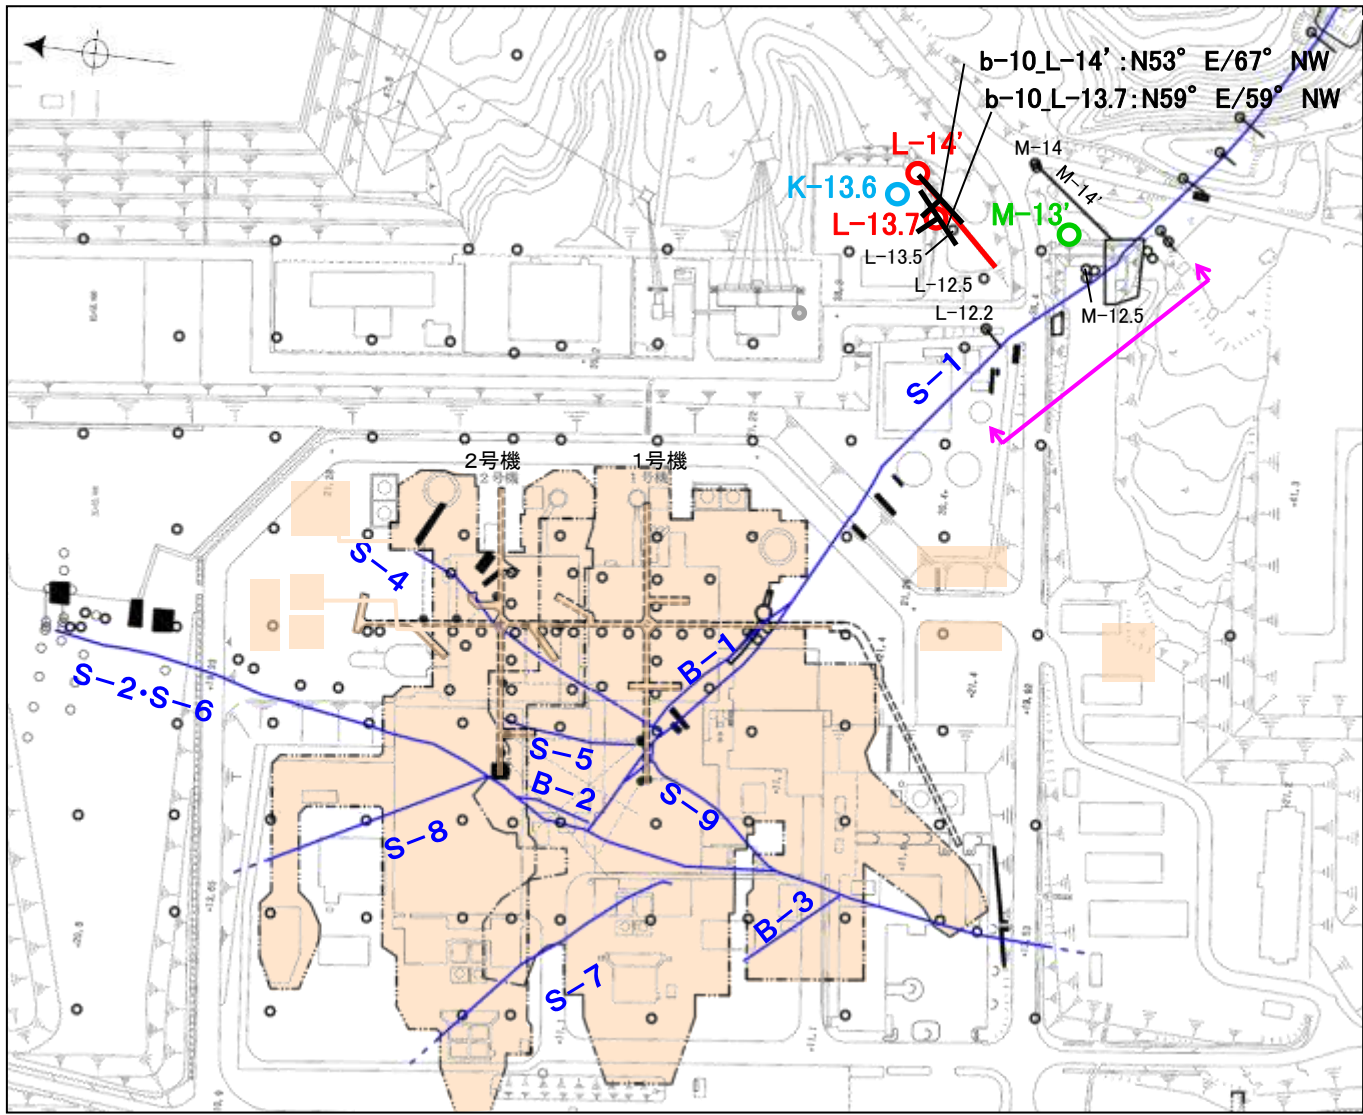 b-10_L-14’:N53° E/67° NW
b-10_L-13.7:N59° E/59° NW
L-14'
M-14
M-14'
K-13.6
M-13'
L-13.7
L-13.5
L-12.5
L-12.2
M-12.5
S-1
2号機
1号機
S-4
B-1
S-2・S-6
S-5
B-2
S-9
S-8
B-3
S-7